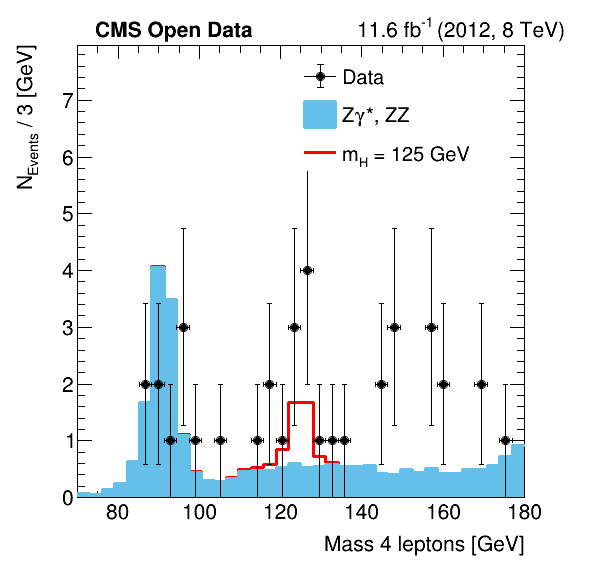 CMS Open Data
11.6 fb⁻¹ (2012, 8 TeV)
N_Events / 3 [GeV]
Data
Zγ*, ZZ
m_H = 125 GeV
7
6
5
4
3
2
1
0
80 100 120 140 160 180
Mass 4 leptons [GeV]